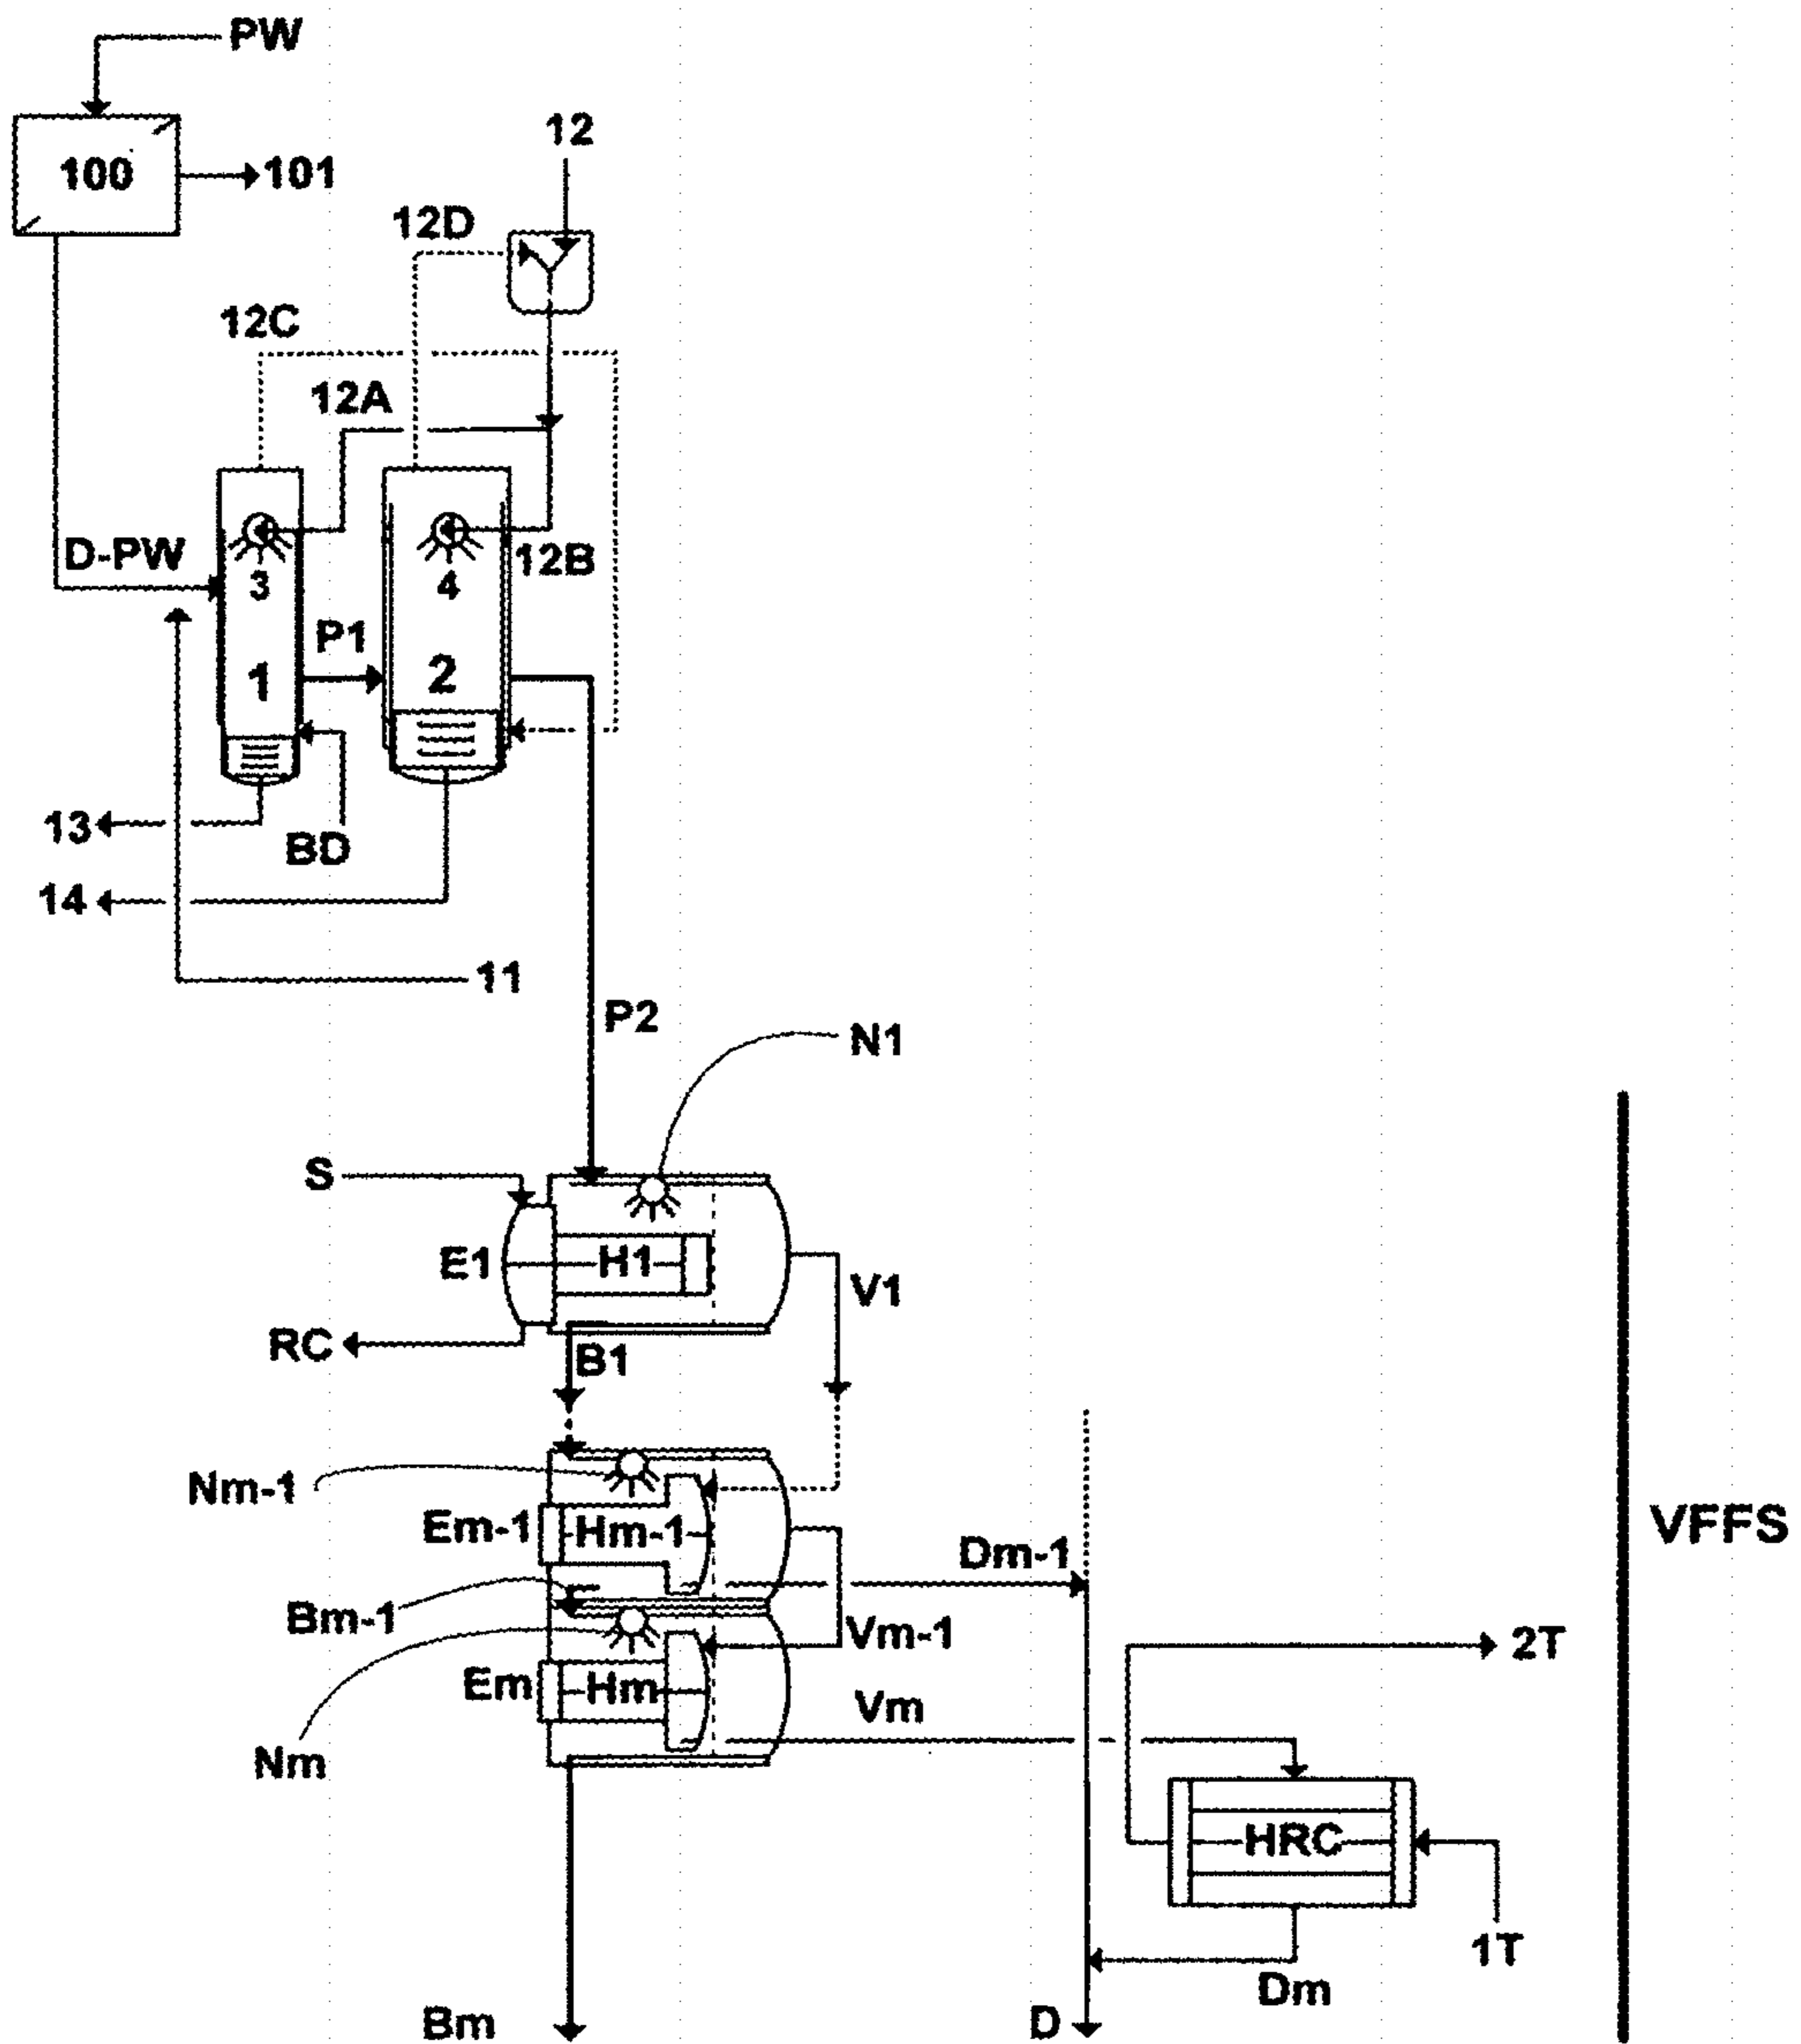 PW
12
100
101
12D
12C
12A
D-PW
3
4
12B
P1
1
2
13
BD
14
11
P2
N1
S
E1
H1
V1
RC
B1
Nm-1
Em-1
Hm-1
Dm-1
VFFS
Bm-1
Vm-1
2T
Em
Hm
Vm
Nm
HRC
1T
Dm
Bm
D